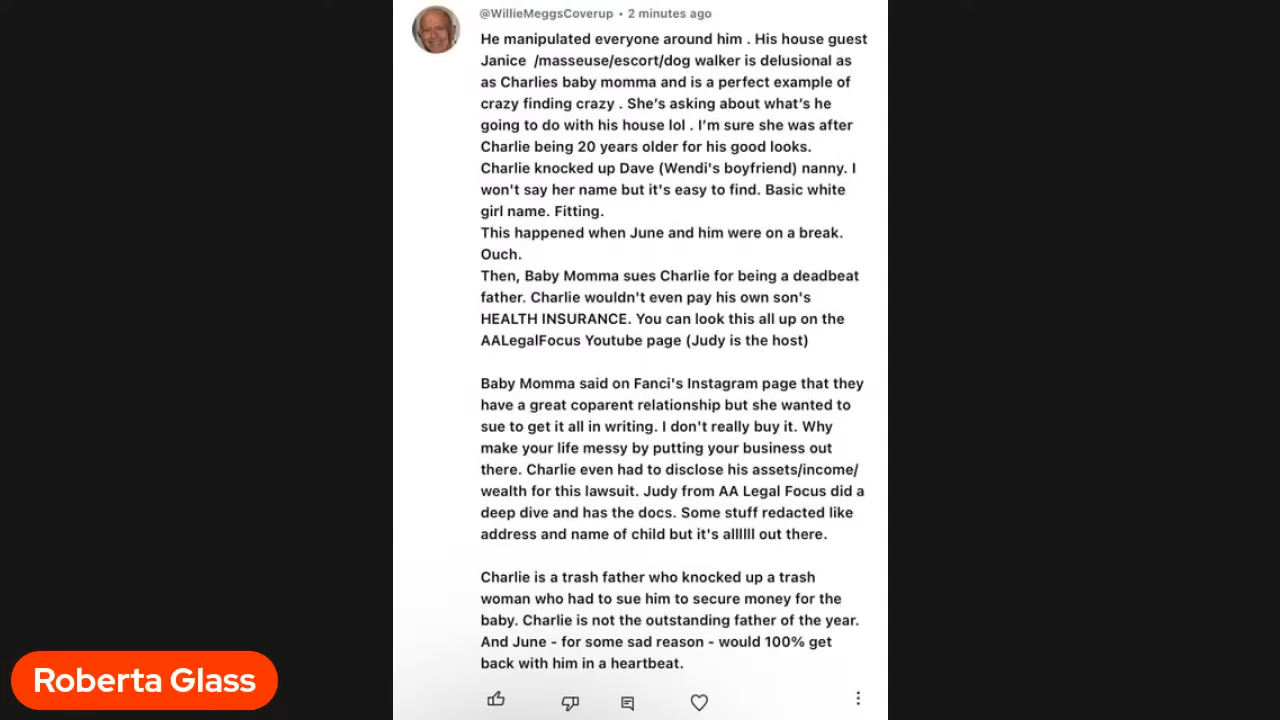 @WillieMeggsCoverup • 2 minutes ago
He manipulated everyone around him . His house guest
Janice /masseuse/escort/dog walker is delusional as
as Charlies baby momma and is a perfect example of
crazy finding crazy . She's asking about what's he
going to do with his house lol . I'm sure she was after
Charlie being 20 years older for his good looks.
Charlie knocked up Dave (Wendi's boyfriend) nanny. I
won't say her name but it's easy to find. Basic white
girl name. Fitting.
This happened when June and him were on a break.
Ouch.
Then, Baby Momma sues Charlie for being a deadbeat
father. Charlie wouldn't even pay his own son's
HEALTH INSURANCE. You can look this all up on the
AALegalFocus Youtube page (Judy is the host)
Baby Momma said on Fanci's Instagram page that they
have a great coparent relationship but she wanted to
sue to get it all in writing. I don't really buy it. Why
make your life messy by putting your business out
there. Charlie even had to disclose his assets/income/
wealth for this lawsuit. Judy from AA Legal Focus did a
deep dive and has the docs. Some stuff redacted like
address and name of child but it's allllll out there.
Charlie is a trash father who knocked up a trash
woman who had to sue him to secure money for the
baby. Charlie is not the outstanding father of the year.
And June - for some sad reason - would 100% get
back with him in a heartbeat.
Roberta Glass